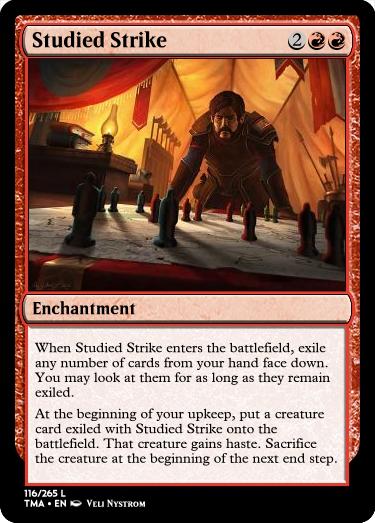 Studied Strike 2
Enchantment
When Studied Strike enters the battlefield, exile
any number of cards from your hand face down.
You may look at them for as long as they remain
exiled.
At the beginning of your upkeep, put a creature
card exiled with Studied Strike onto the
battlefield. That creature gains haste. Sacrifice
the creature at the beginning of the next end step.
116/265 L
TMA • EN Veli Nystrom